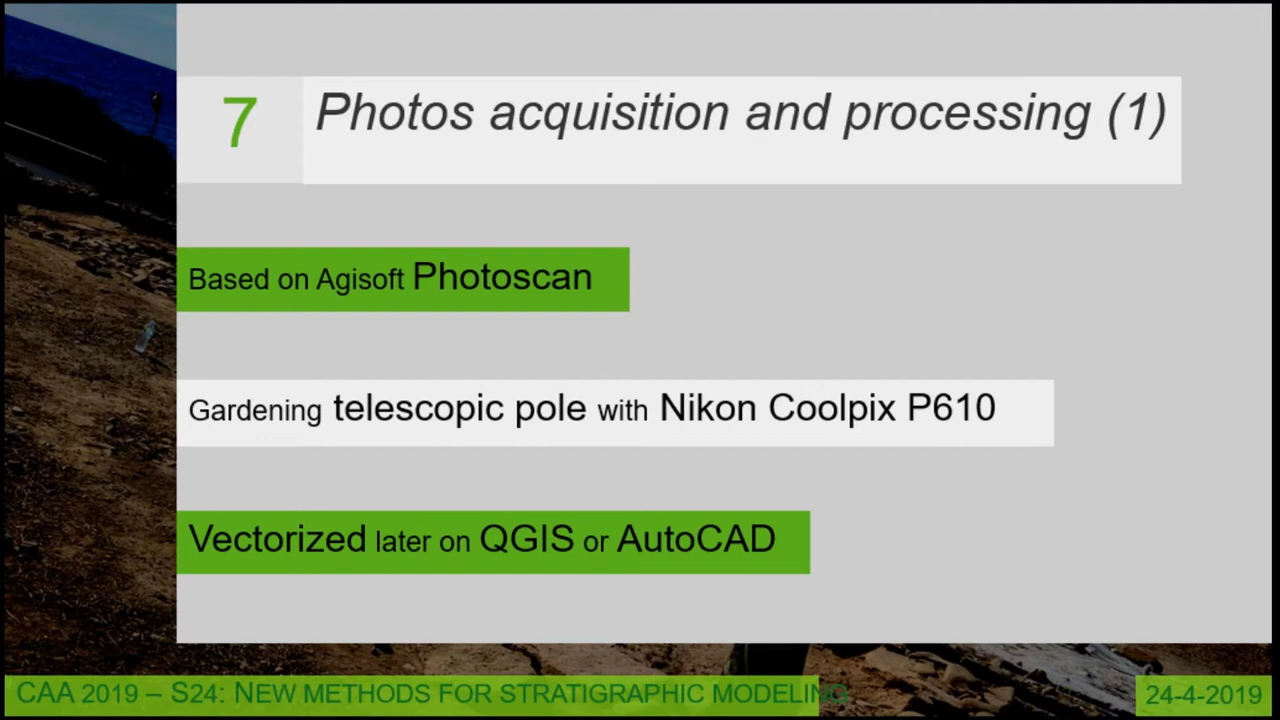 7
Photos acquisition and processing (1)
Based on Agisoft Photoscan
Gardening telescopic pole with Nikon Coolpix P610
Vectorized later on QGIS or AutoCAD
CAA 2019 – S24: NEW METHODS FOR STRATIGRAPHIC MODELING
24-4-2019